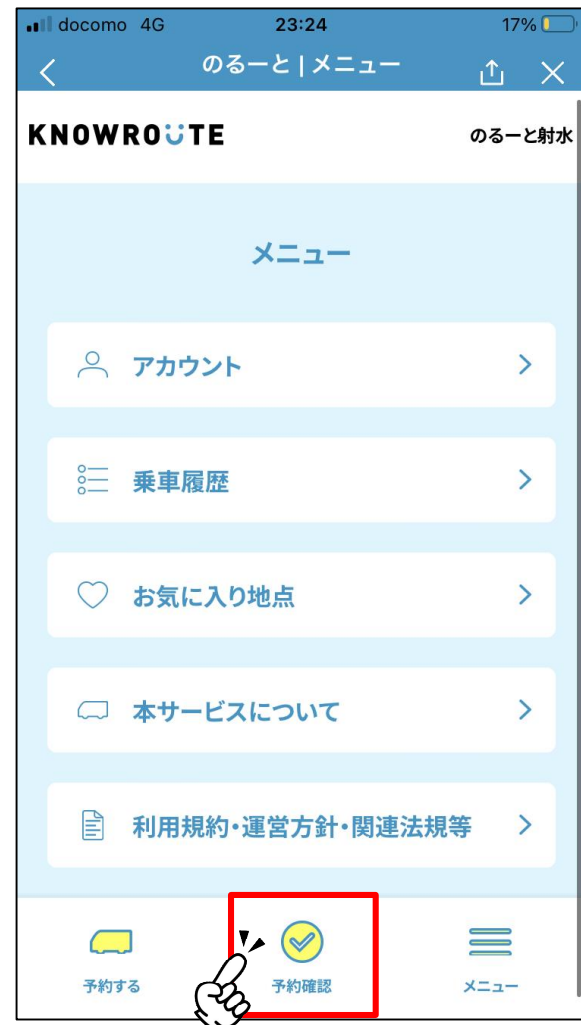 docomo 4G 23:24 17%
のるーと | メニュー
KNOWROUTE のるーと射水
メニュー
アカウント
乗車履歴
お気に入り地点
本サービスについて
利用規約・運営方針・関連法規等
予約する 予約確認 メニュー